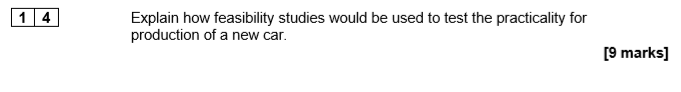 1 4 Explain how feasibility studies would be used to test the practicality for
production of a new car.
[9 marks]